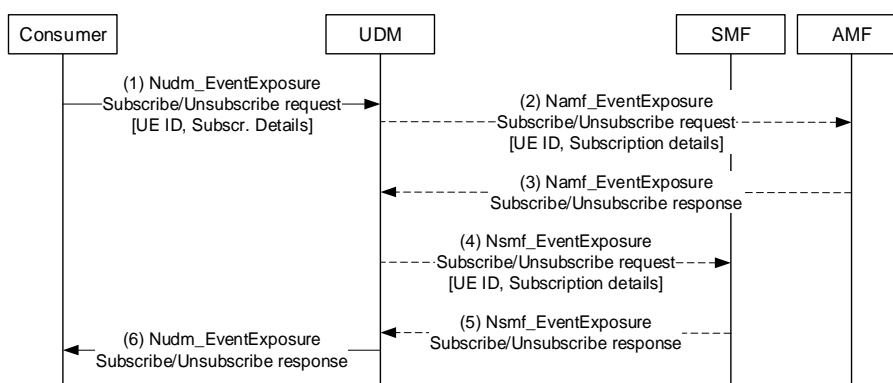 Consumer
UDM
SMF
AMF
(1) Nudm_EventExposure
Subscribe/Unsubscribe request
[UE ID, Subscr. Details]
(2) Namf_EventExposure
Subscribe/Unsubscribe request
[UE ID, Subscription details]
(3) Namf_EventExposure
Subscribe/Unsubscribe response
(4) Nsmf_EventExposure
Subscribe/Unsubscribe request
[UE ID, Subscription details]
(5) Nsmf_EventExposure
Subscribe/Unsubscribe response
(6) Nudm_EventExposure
Subscribe/Unsubscribe response